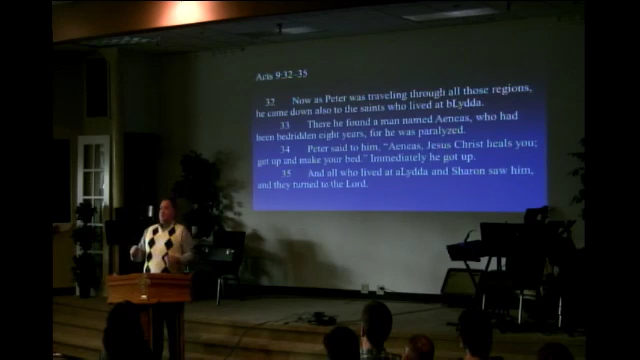 Acts 9:32–35
32 Now as Peter was traveling through all those regions,
he came down also to the saints who lived at bLydda.
33 There he found a man named Aeneas, who had
been bedridden eight years, for he was paralyzed.
34 Peter said to him, “Aeneas, Jesus Christ heals you;
get up and make your bed.” Immediately he got up.
35 And all who lived at aLydda and Sharon saw him,
and they turned to the Lord.